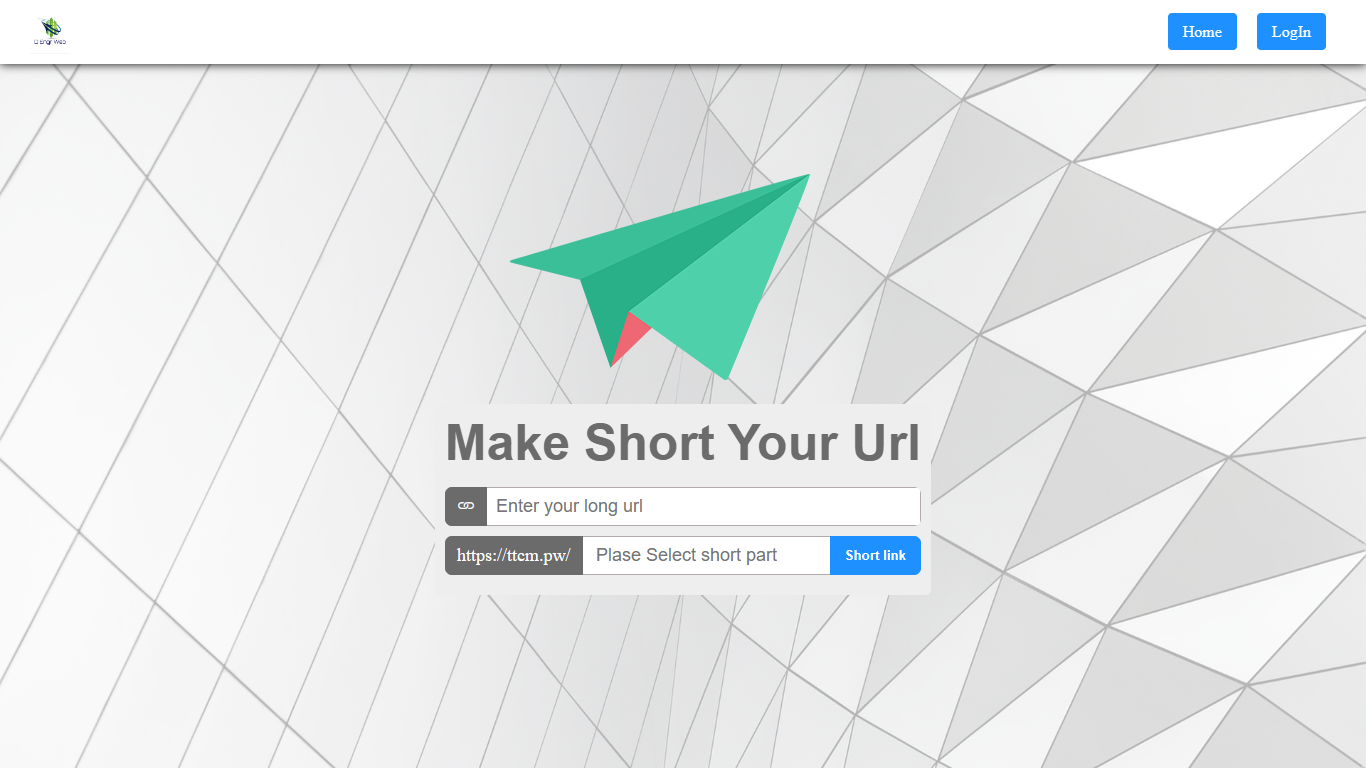 Home
LogIn
Make Short Your Url
Enter your long url
https://ttcm.pw/
Plase Select short part
Short link